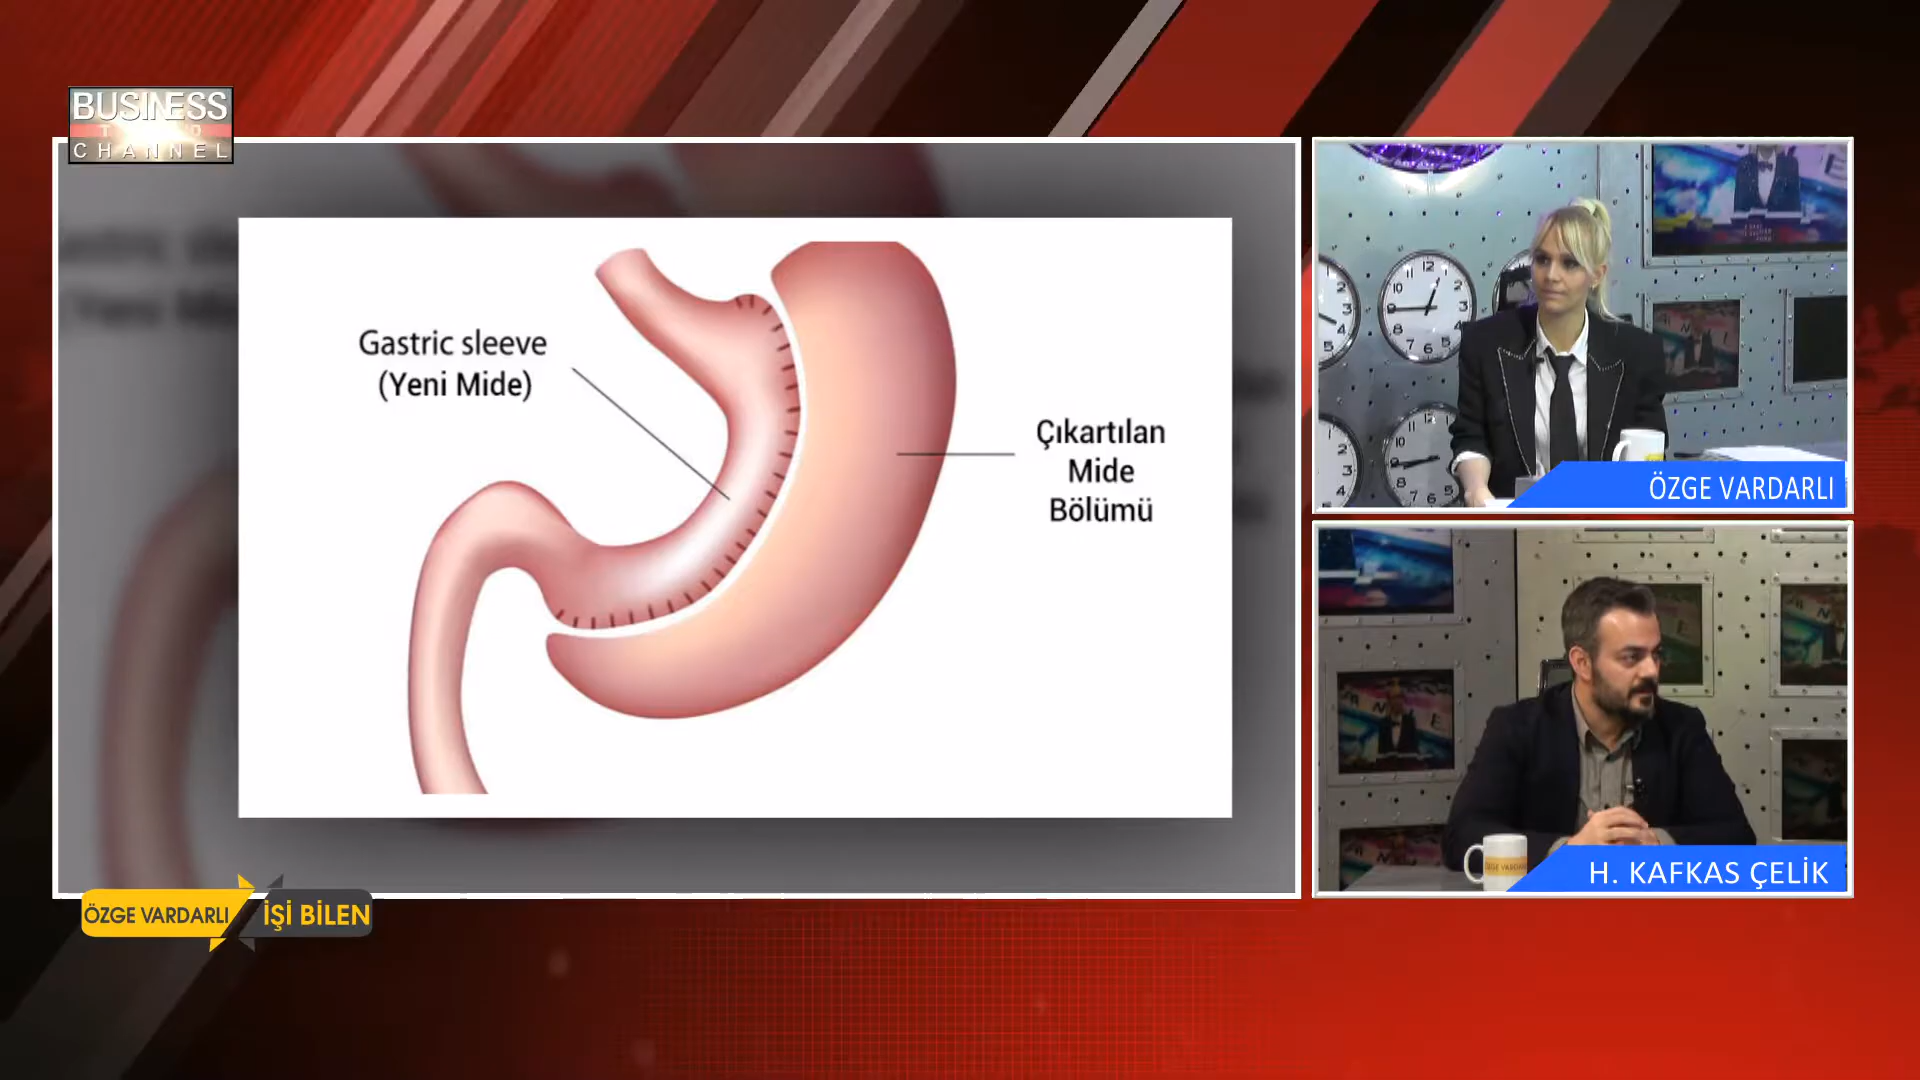 BUSINESS
CHANNEL
Gastric sleeve
(Yeni Mide)
Çıkartılan
Mide
Bölümü
ÖZGE VARDARLI
H. KAFKAS ÇELİK
ÖZGE VARDARLI
İŞİ BİLEN